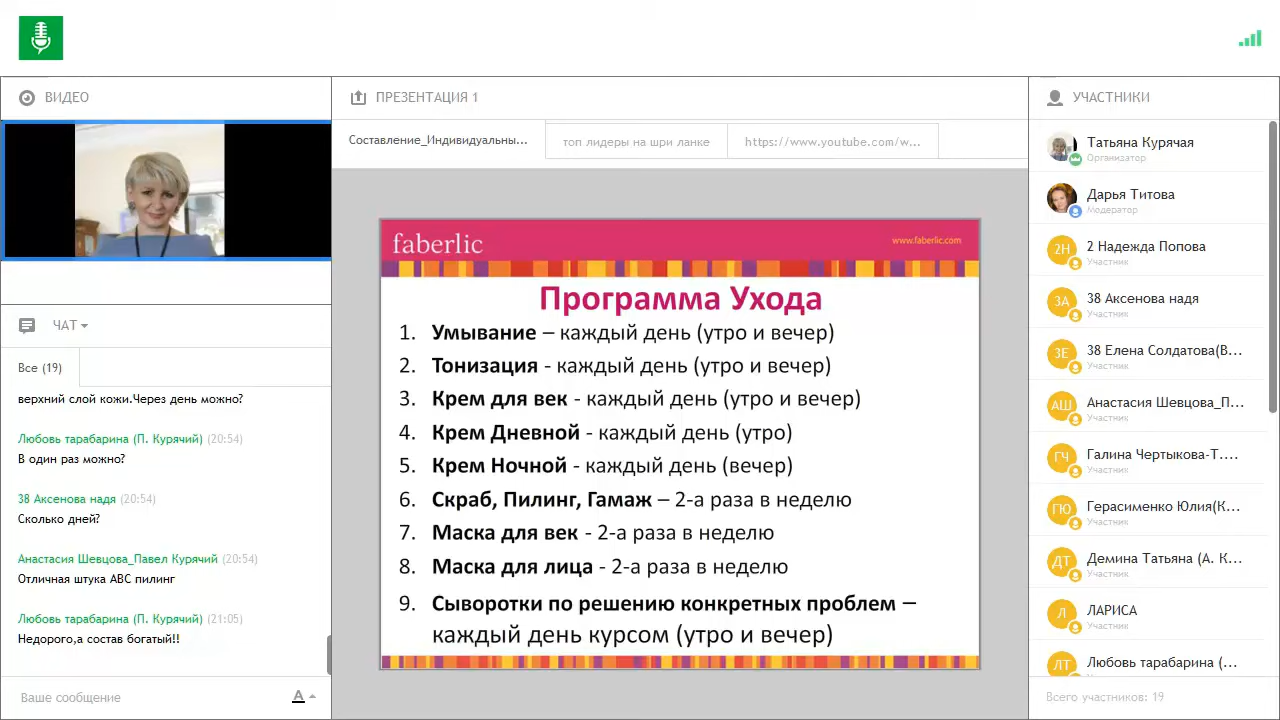 ВИДЕО
ПРЕЗЕНТАЦИЯ 1
УЧАСТНИКИ
Составление_Индивидуальны...
топ лидеры на шри ланке
https://www.youtube.com/w...
ЧАТ
Все (19)
верхний слой кожи.Через день можно?
Любовь тарабарина (П. Курячий) (20:54)
В один раз можно?
38 Аксенова надя (20:54)
Сколько дней?
Анастасия Шевцова_Павел Курячий (20:54)
Отличная штука АВС пилинг
Любовь тарабарина (П. Курячий) (21:05)
Недорого,а состав богатый!!
Ваше сообщение
A
faberlic
www.faberlic.com
Программа Ухода
1. Умывание – каждый день (утро и вечер)
2. Тонизация - каждый день (утро и вечер)
3. Крем для век - каждый день (утро и вечер)
4. Крем Дневной - каждый день (утро)
5. Крем Ночной - каждый день (вечер)
6. Скраб, Пилинг, Гамаж – 2-а раза в неделю
7. Маска для век - 2-а раза в неделю
8. Маска для лица - 2-а раза в неделю
9. Сыворотки по решению конкретных проблем –
каждый день курсом (утро и вечер)
Татьяна Курячая
Организатор
Дарья Титова
Модератор
2Н
2 Надежда Попова
Участник
3А
38 Аксенова надя
Участник
3Е
38 Елена Солдатова(В...
Участник
АШ
Анастасия Шевцова_П...
Участник
ГЧ
Галина Чертыкова-Т....
Участник
ГЮ
Герасименко Юлия(К...
Участник
ДТ
Демина Татьяна (А. К...
Участник
Л
ЛАРИСА
Участник
ЛТ
Любовь тарабарина (...
Всего участников: 19